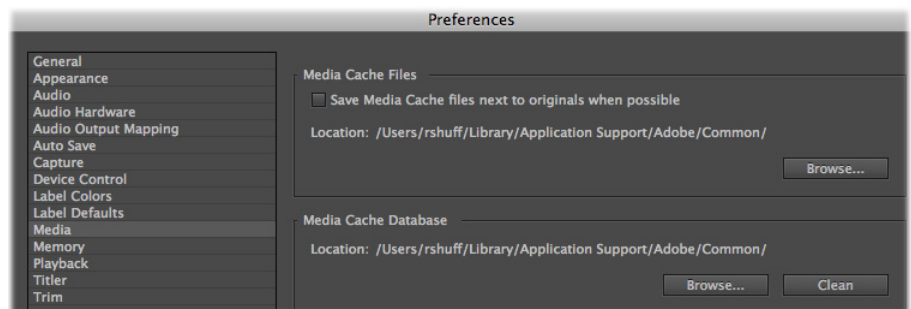 Preferences
General
Appearance
Audio
Audio Hardware
Audio Output Mapping
Auto Save
Capture
Device Control
Label Colors
Label Defaults
Media
Memory
Playback
Titler
Trim
Media Cache Files
Save Media Cache files next to originals when possible
Location: /Users/rshuff/Library/Application Support/Adobe/Common/
Browse...
Media Cache Database
Location: /Users/rshuff/Library/Application Support/Adobe/Common/
Browse... Clean